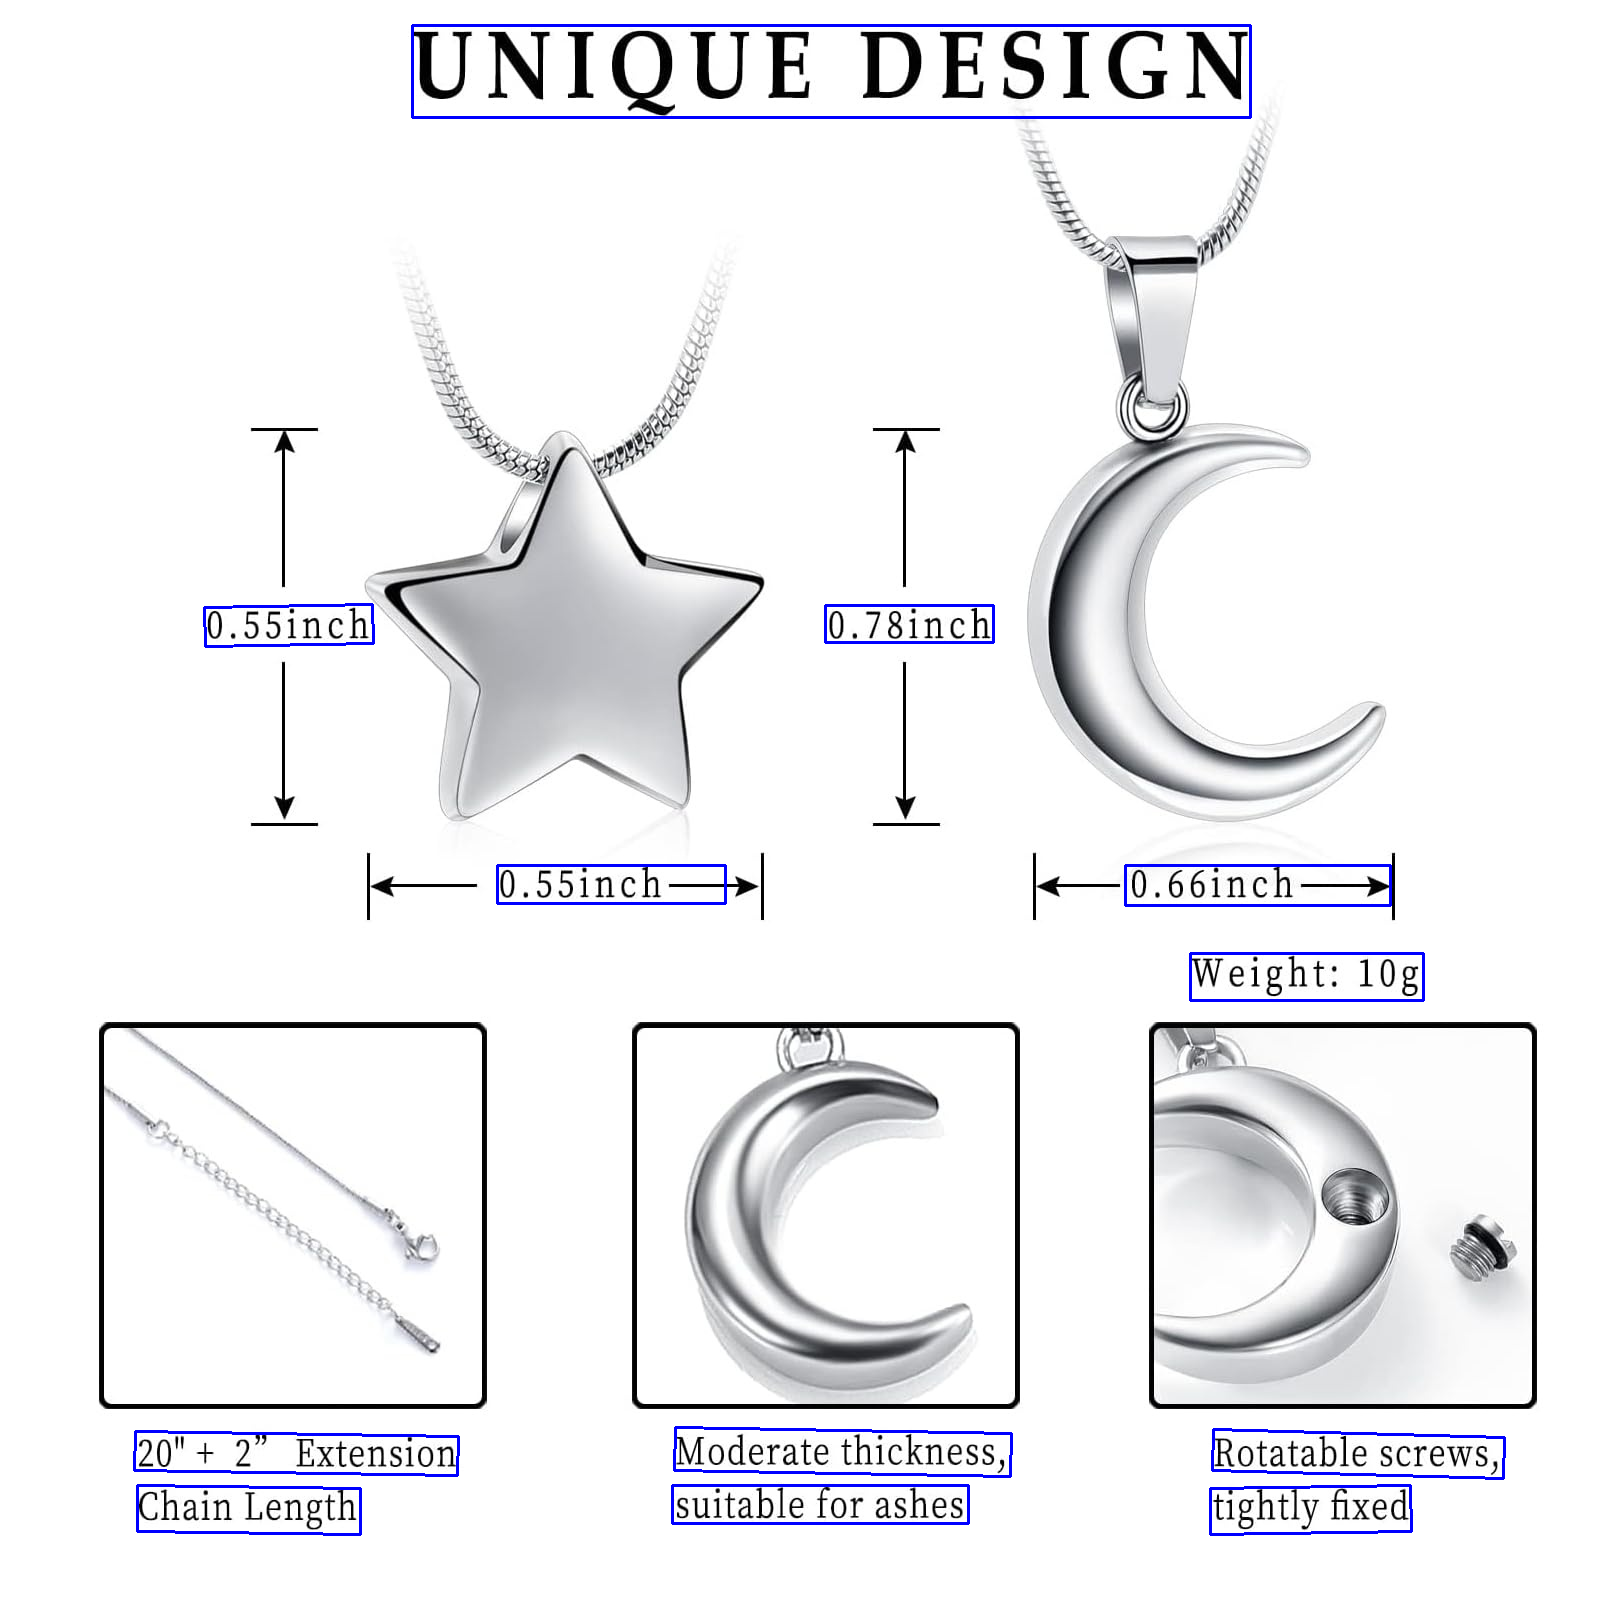 UNIQUE DESIGN
0.55inch
0.78inch
0.55inch
0.66inch
Weight: 10g
20"+ 2” Extension
Chain Length
Moderate thickness,
suitable for ashes
Rotatable screws,
tightly fixed